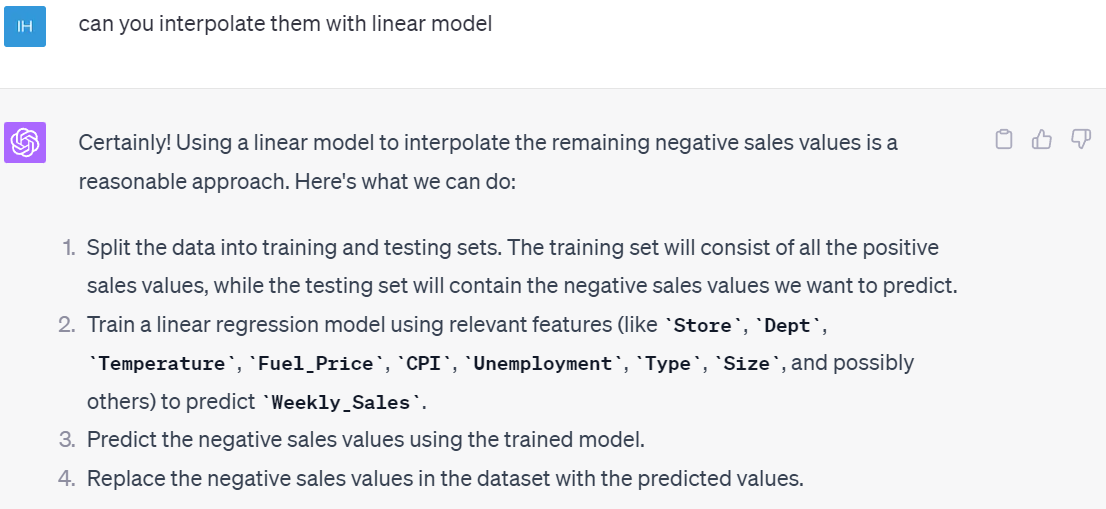 IH can you interpolate them with linear model
Certainly! Using a linear model to interpolate the remaining negative sales values is a
reasonable approach. Here's what we can do:
1. Split the data into training and testing sets. The training set will consist of all the positive
sales values, while the testing set will contain the negative sales values we want to predict.
2. Train a linear regression model using relevant features (like `Store`, `Dept`,
`Temperature`, `Fuel_Price`, `CPI`, `Unemployment`, `Type`, `Size`, and possibly
others) to predict `Weekly_Sales`.
3. Predict the negative sales values using the trained model.
4. Replace the negative sales values in the dataset with the predicted values.